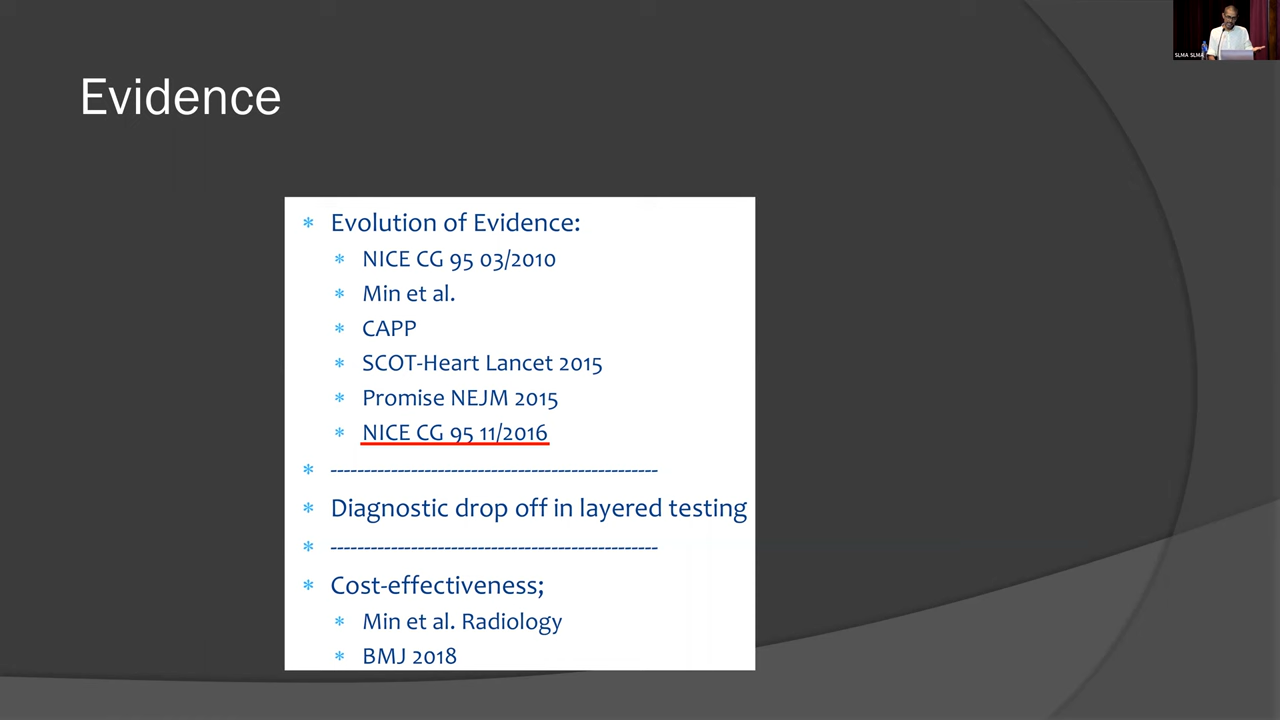 SLMA SLMA
Evidence
* Evolution of Evidence:
* NICE CG 95 03/2010
* Min et al.
* CAPP
* SCOT-Heart Lancet 2015
* Promise NEJM 2015
* NICE CG 95 11/2016
* -------------------------------------------------
* Diagnostic drop off in layered testing
* -------------------------------------------------
* Cost-effectiveness;
* Min et al. Radiology
* BMJ 2018